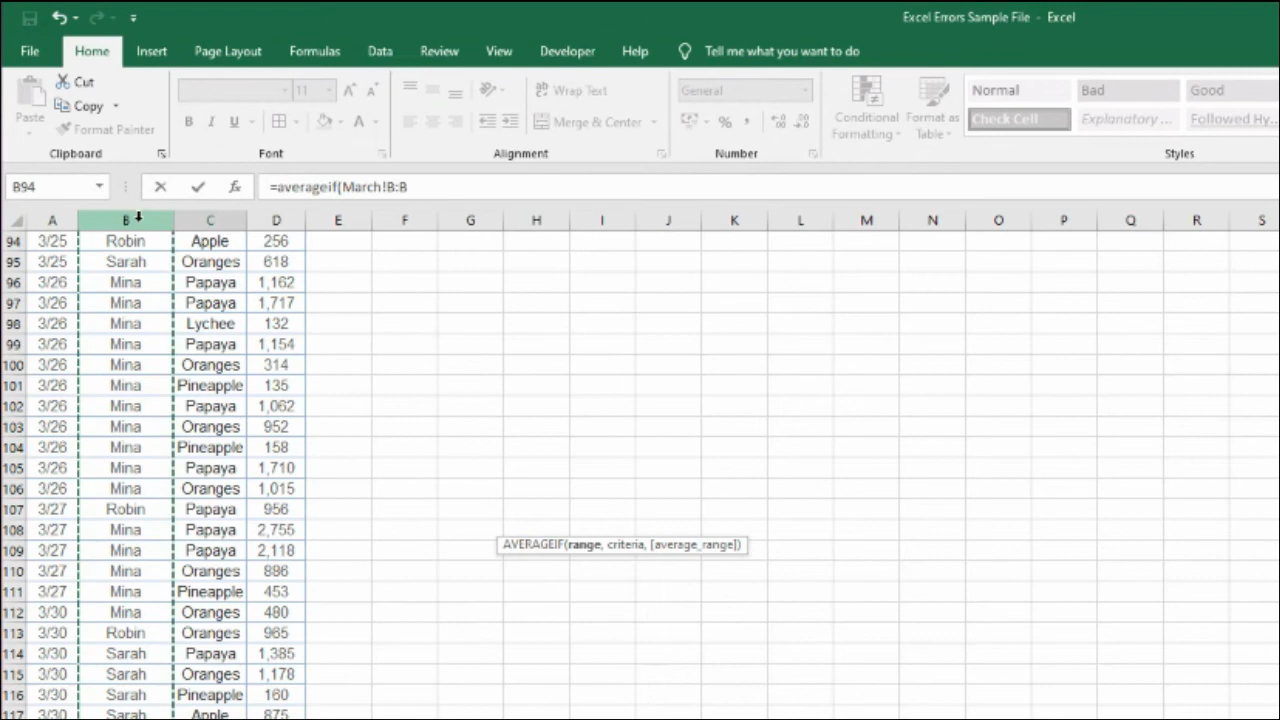 Excel Errors Sample File - Excel
File Home Insert Page Layout Formulas Data Review View Developer Help Tell me what you want to do
Paste Cut Copy Format Painter
Clipboard
11 A A B I U A
Font
Wrap Text
Merge & Center
Alignment
General
% , .0 .00
Number
Conditional Formatting
Format as Table
Normal Bad Good
Check Cell Explanatory ... Followed Hy...
Styles
B94 fx =averageif(March!B:B
A B C D E F G H I J K L M N O P Q R S
94 3/25 Robin Apple 256
95 3/25 Sarah Oranges 618
96 3/26 Mina Papaya 1,162
97 3/26 Mina Papaya 1,717
98 3/26 Mina Lychee 132
99 3/26 Mina Papaya 1,154
100 3/26 Mina Oranges 314
101 3/26 Mina Pineapple 135
102 3/26 Mina Papaya 1,062
103 3/26 Mina Oranges 952
104 3/26 Mina Pineapple 158
105 3/26 Mina Papaya 1,710
106 3/26 Mina Oranges 1,015
107 3/27 Robin Papaya 956
108 3/27 Mina Papaya 2,755
109 3/27 Mina Papaya 2,118
AVERAGEIF(range, criteria, [average_range])
110 3/27 Mina Oranges 886
111 3/27 Mina Pineapple 453
112 3/30 Mina Oranges 480
113 3/30 Robin Oranges 965
114 3/30 Sarah Papaya 1,385
115 3/30 Sarah Oranges 1,178
116 3/30 Sarah Pineapple 160
117 3/30 Sarah Apple 875